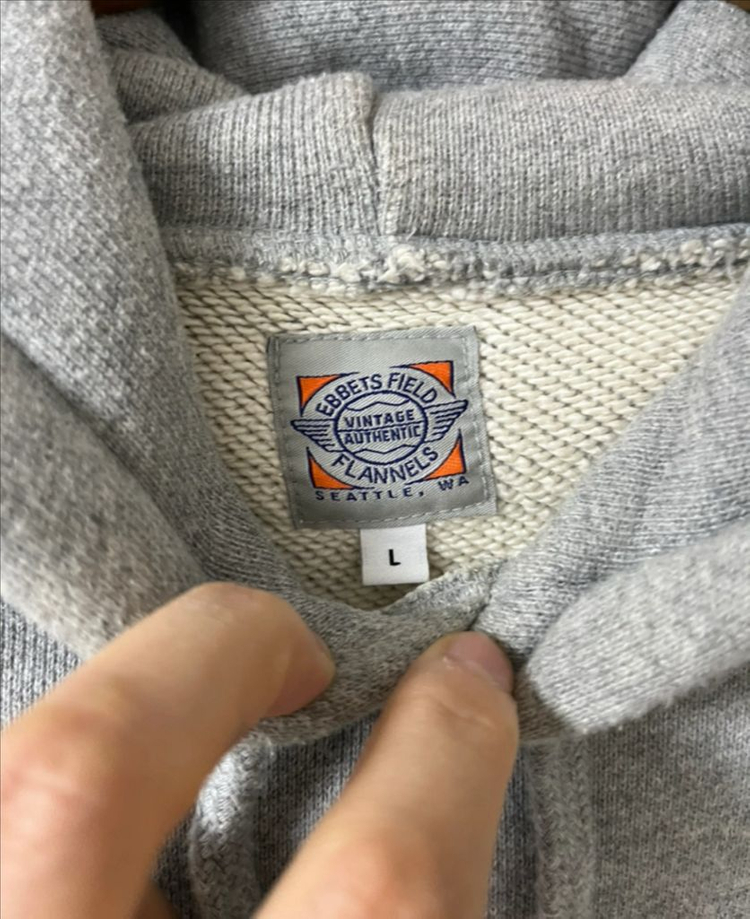 EBBETS FIELD
VINTAGE
AUTHENTIC
FLANNELS
SEATTLE, WA
L